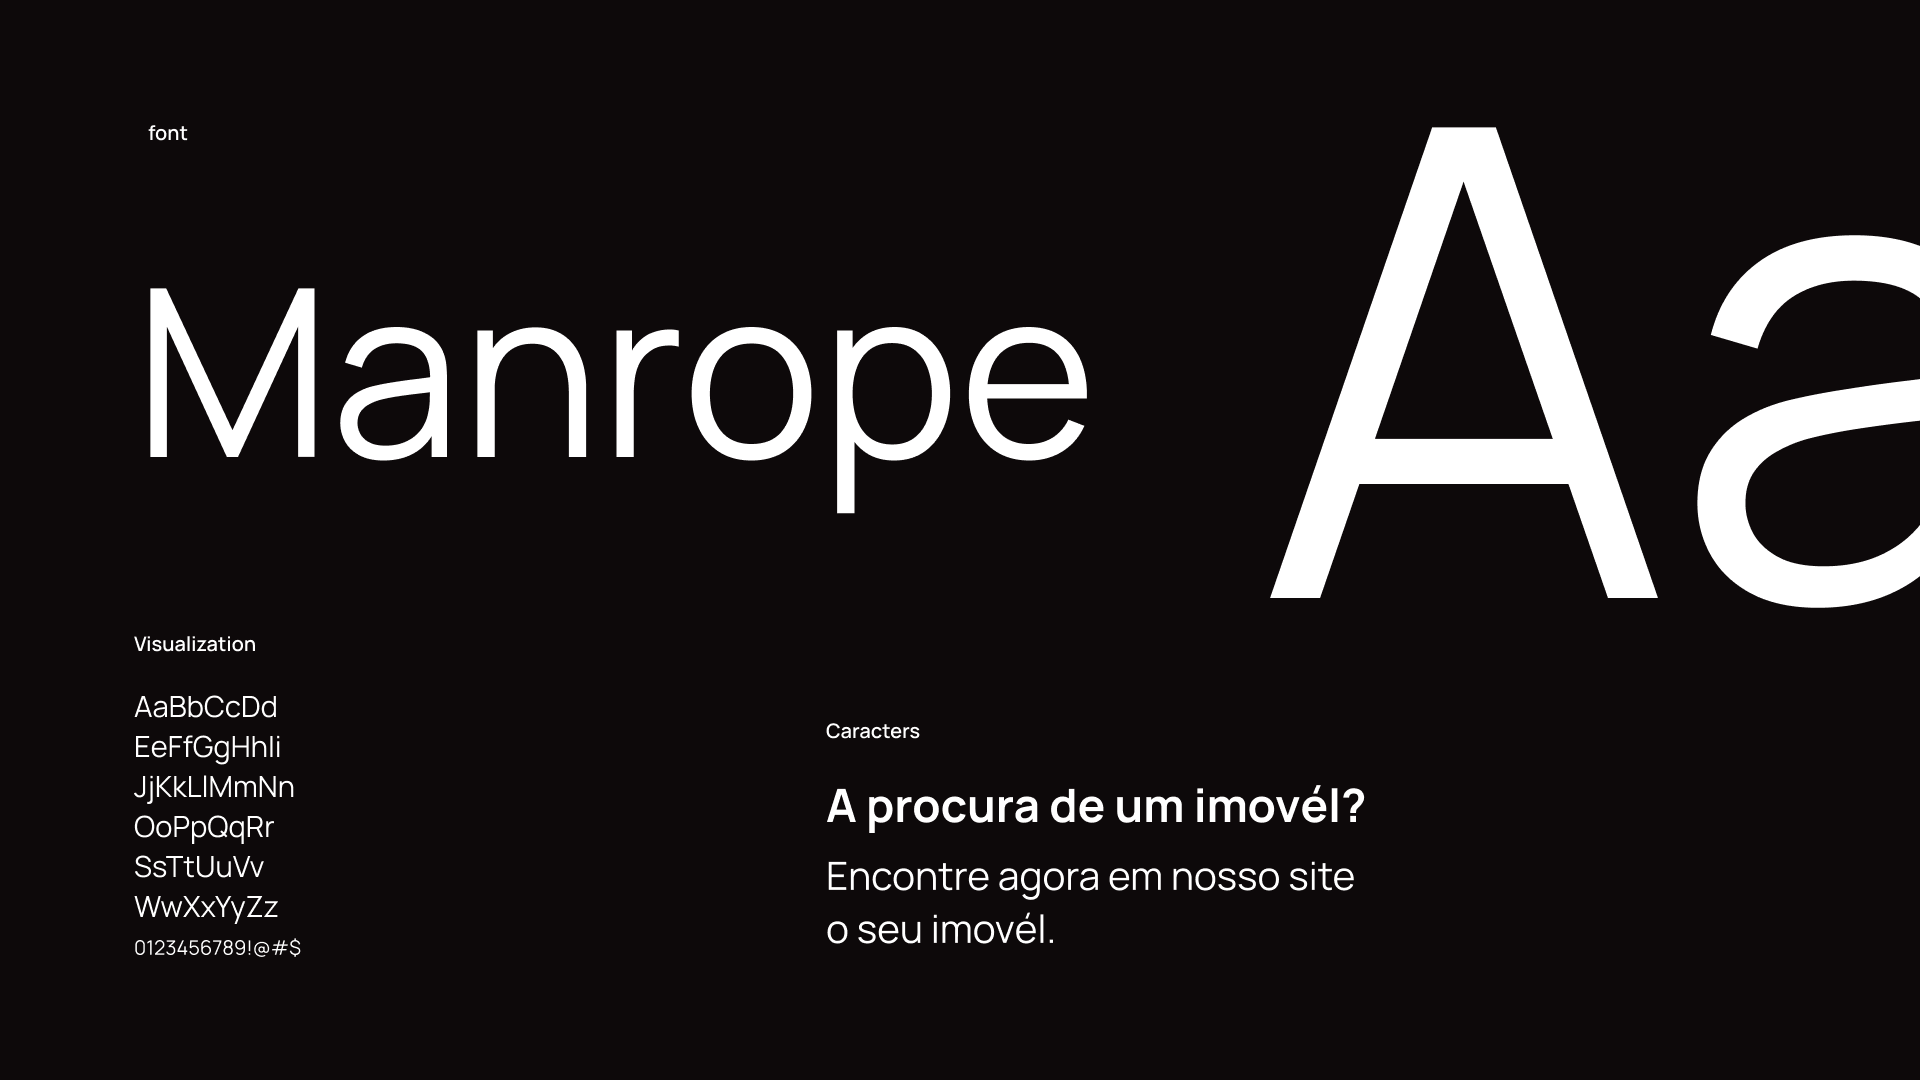 font
Manrope
Aa
Visualization
AaBbCcDd
EeFfGgHhIi
JjKkLlMmNn
OoPpQqRr
SsTtUuVv
WwXxYyZz
0123456789!@#$
Caracters
A procura de um imovél?
Encontre agora em nosso site
o seu imovél.